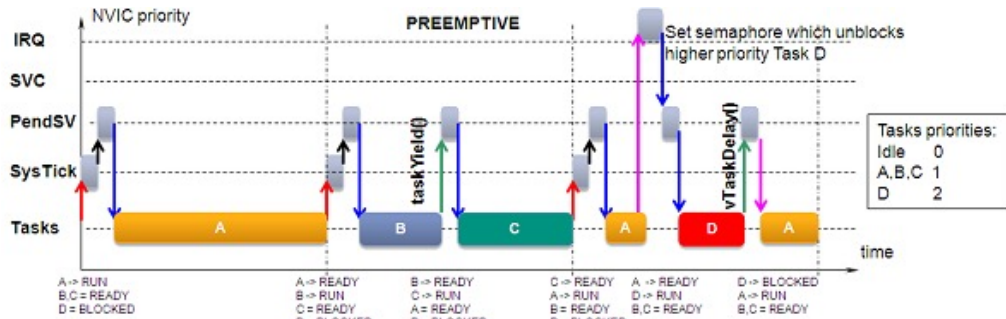 NVIC priority
PREEMPTIVE
IRQ
Set semaphore which unblocks
higher priority Task D
SVC
PendSV
taskYield()
vTaskDelay()
Tasks priorities:
Idle 0
A,B,C 1
D 2
SysTick
Tasks
A
B
C
A
D
A
time
A -> RUN
B,C = READY
D = BLOCKED
A -> READY
B -> RUN
C = READY
B -> READY
C -> RUN
A = READY
C -> READY
A -> RUN
B = READY
A -> READY
D -> RUN
B,C = READY
D -> BLOCKED
A -> RUN
B,C = READY